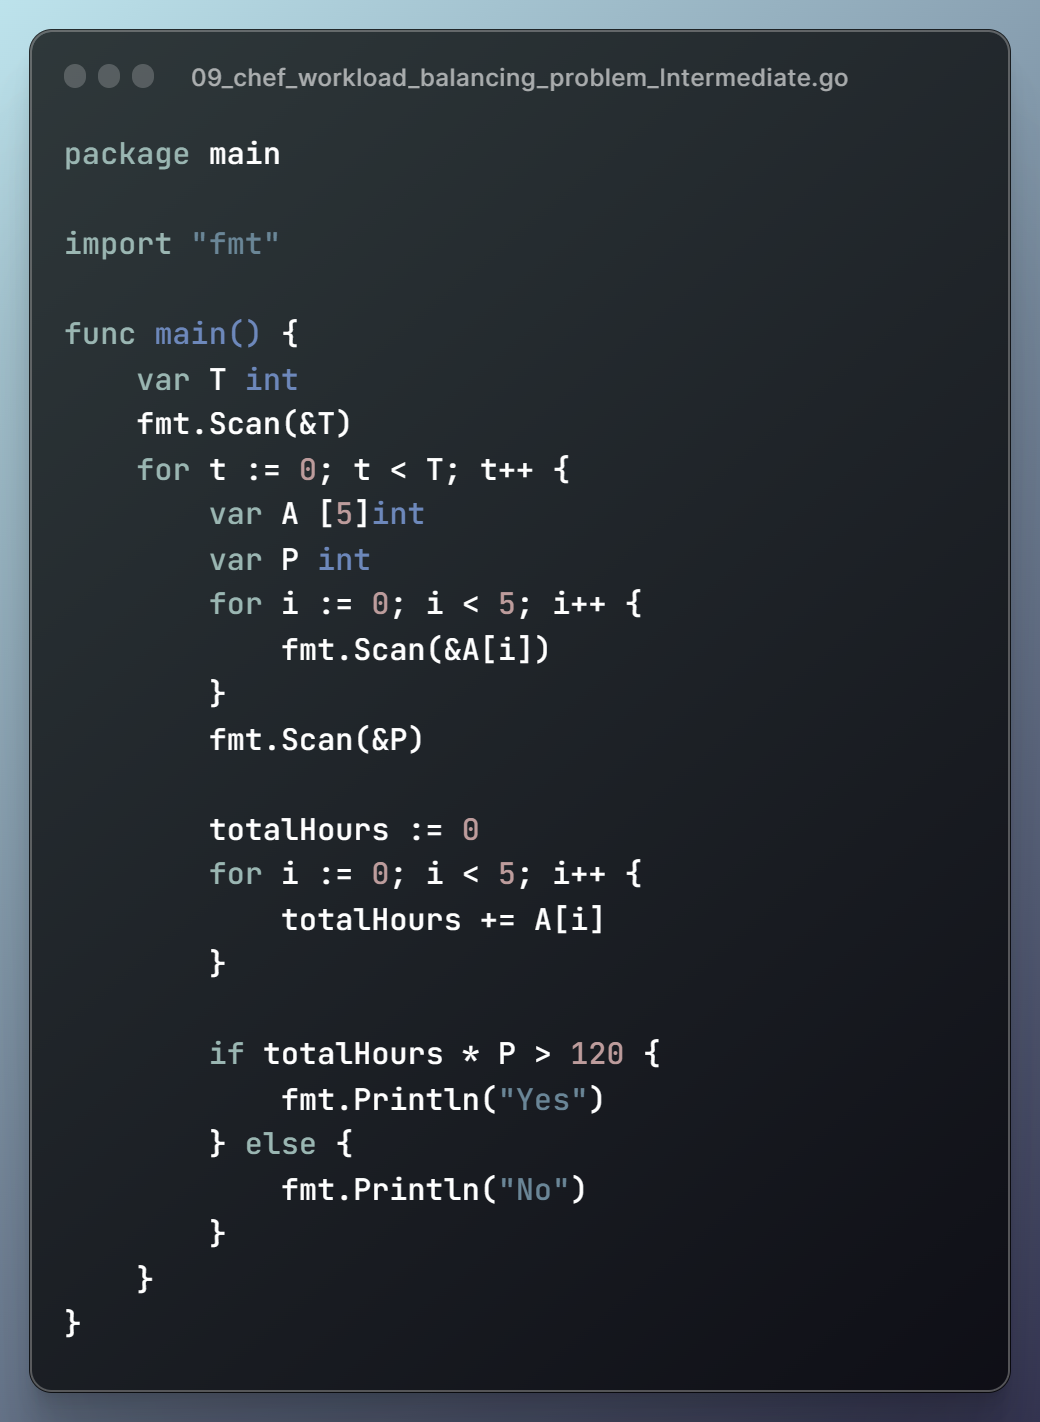 09_chef_workload_balancing_problem_Intermediate.go
package main
import "fmt"
func main() {
    var T int
    fmt.Scan(&T)
    for t := 0; t < T; t++ {
        var A [5]int
        var P int
        for i := 0; i < 5; i++ {
            fmt.Scan(&A[i])
        }
        fmt.Scan(&P)

        totalHours := 0
        for i := 0; i < 5; i++ {
            totalHours += A[i]
        }

        if totalHours * P > 120 {
            fmt.Println("Yes")
        } else {
            fmt.Println("No")
        }
    }
}